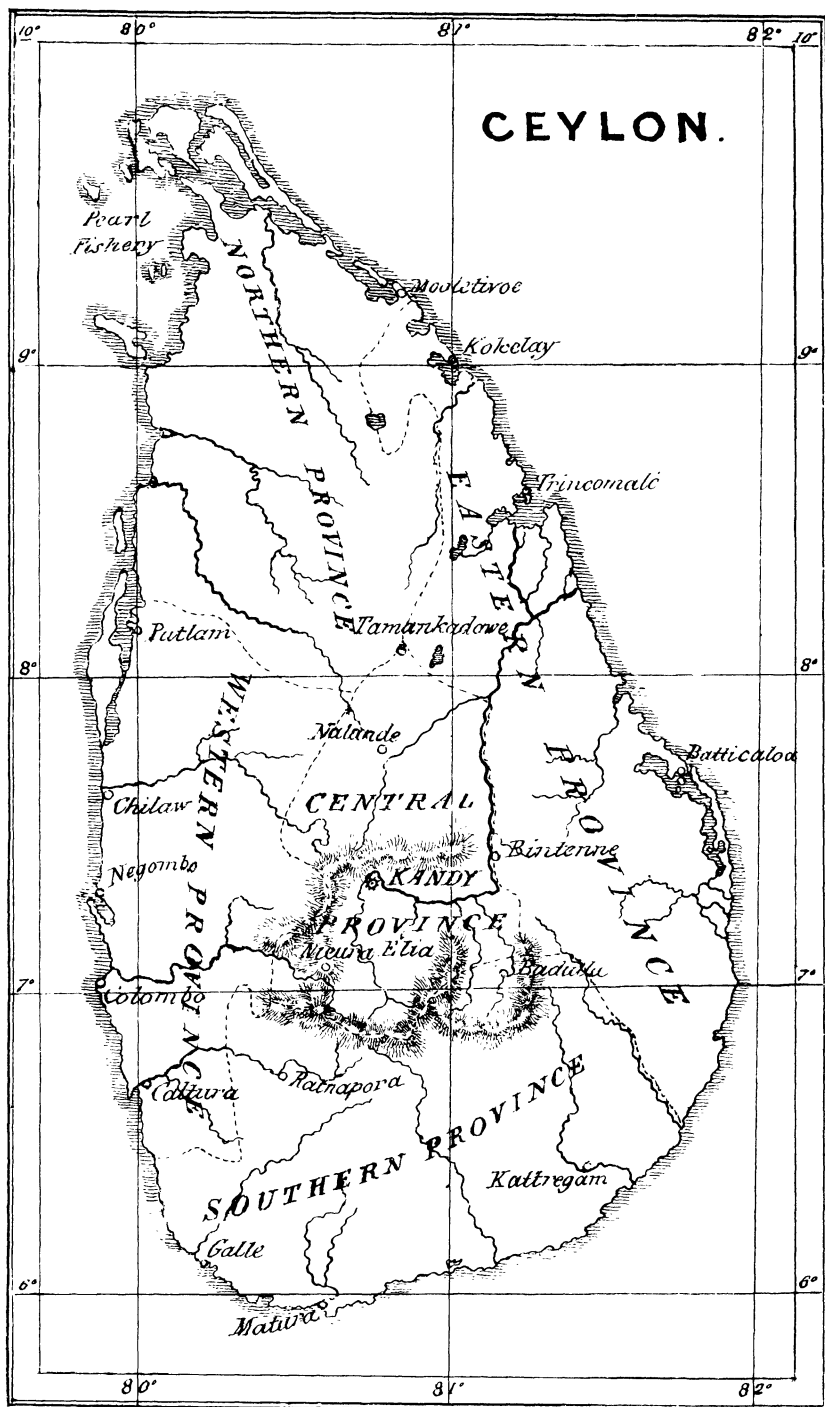 10° 80° 81° 82° 10°
CEYLON.
Pearl
Fishery
NORTHERN PROVINCE
Mooletivoe
Kokelay
9° 9°
Trincomalé
EASTERN PROVINCE
Putlam
Tamankadowe
8° 8°
WESTERN PROVINCE
Nalande
Batticaloa
Chilaw
CENTRAL
Bintenne
Negombo
KANDY
PROVINCE
Nieura Elia
Badulla
7° 7°
Colombo
Caltura
Ratnapora
SOUTHERN PROVINCE
Kattregam
Galle
6° 6°
Matura
80° 81° 82°